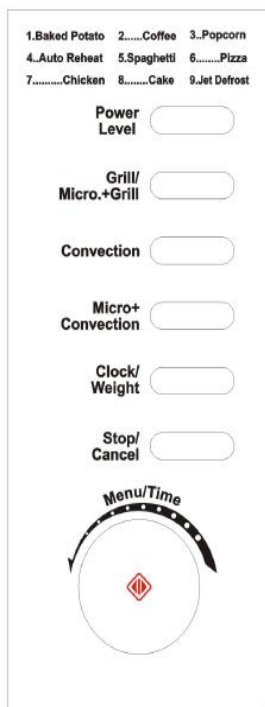 1.Baked Potato 2......Coffee 3..Popcorn
4..Auto Reheat 5.Spaghetti 6........Pizza
7..........Chicken 8........Cake 9.Jet Defrost
Power
Level
Grill/
Micro.+Grill
Convection
Micro+
Convection
Clock/
Weight
Stop/
Cancel
Menu/Time